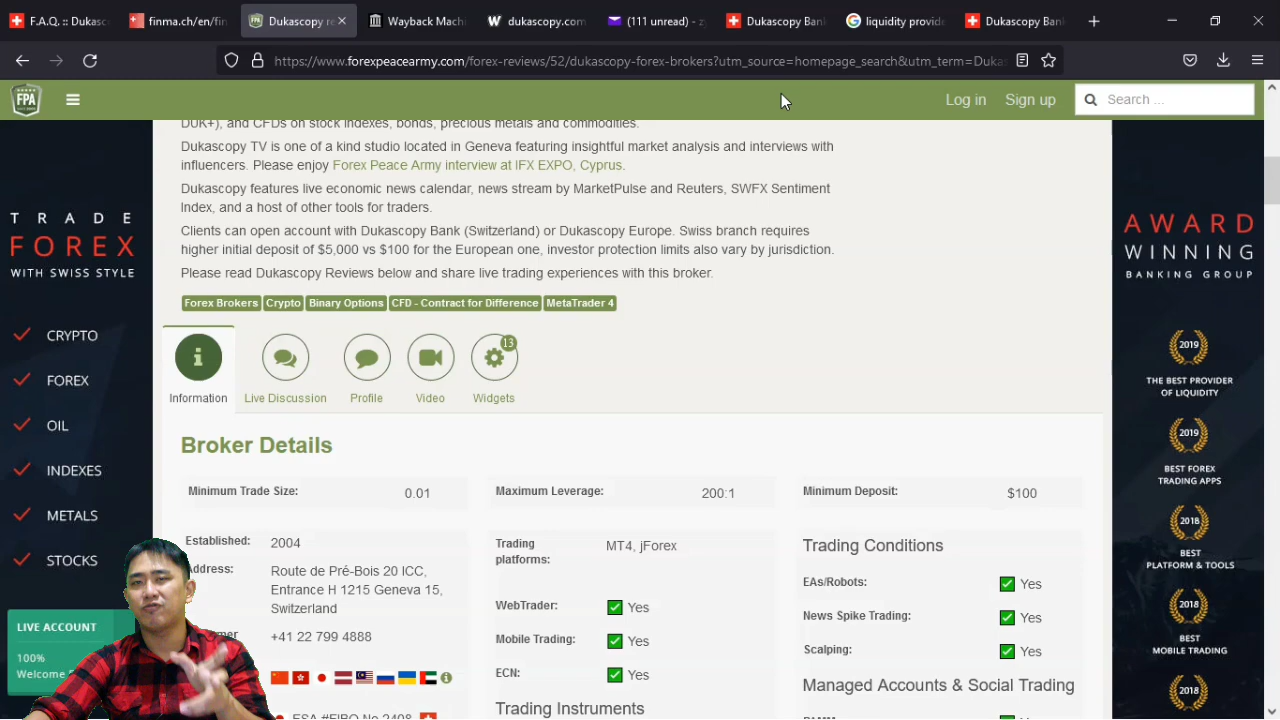 F.A.Q. :: Dukasc
finma.ch/en/fin
Dukascopy re
Wayback Mach
dukascopy.com
(111 unread) - z
Dukascopy Ban
liquidity provide
Dukascopy Ban
https://www.forexpeacearmy.com/forex-reviews/52/dukascopy-forex-brokers?utm_source=homepage_search&utm_term=Dukas
FPA
Log in
Sign up
Search ...
DUK+), and CFDs on stock indexes, bonds, precious metals and commodities.
Dukascopy TV is one of a kind studio located in Geneva featuring insightful market analysis and interviews with
influencers. Please enjoy Forex Peace Army interview at IFX EXPO, Cyprus.
Dukascopy features live economic news calendar, news stream by MarketPulse and Reuters, SWFX Sentiment
Index, and a host of other tools for traders.
Clients can open account with Dukascopy Bank (Switzerland) or Dukascopy Europe. Swiss branch requires
higher initial deposit of $5,000 vs $100 for the European one, investor protection limits also vary by jurisdiction.
Please read Dukascopy Reviews below and share live trading experiences with this broker.
Forex Brokers Crypto Binary Options CFD - Contract for Difference MetaTrader 4
TRADE
FOREX
WITH SWISS STYLE
CRYPTO
FOREX
OIL
INDEXES
METALS
STOCKS
LIVE ACCOUNT
100%
Welcome
AWARD
WINNING
BANKING GROUP
2019
THE BEST PROVIDER
OF LIQUIDITY
2019
BEST FOREX
TRADING APPS
2018
BEST
PLATFORM & TOOLS
2018
BEST
MOBILE TRADING
2018
13
Information
Live Discussion
Profile
Video
Widgets
Broker Details
Minimum Trade Size: 0.01
Maximum Leverage: 200:1
Minimum Deposit: $100
Established: 2004
Address: Route de Pré-Bois 20 ICC,
Entrance H 1215 Geneva 15,
Switzerland
+41 22 799 4888
Trading
platforms:
MT4, jForex
WebTrader: Yes
Mobile Trading: Yes
ECN: Yes
Trading Instruments
Trading Conditions
EAs/Robots: Yes
News Spike Trading: Yes
Scalping: Yes
Managed Accounts & Social Trading